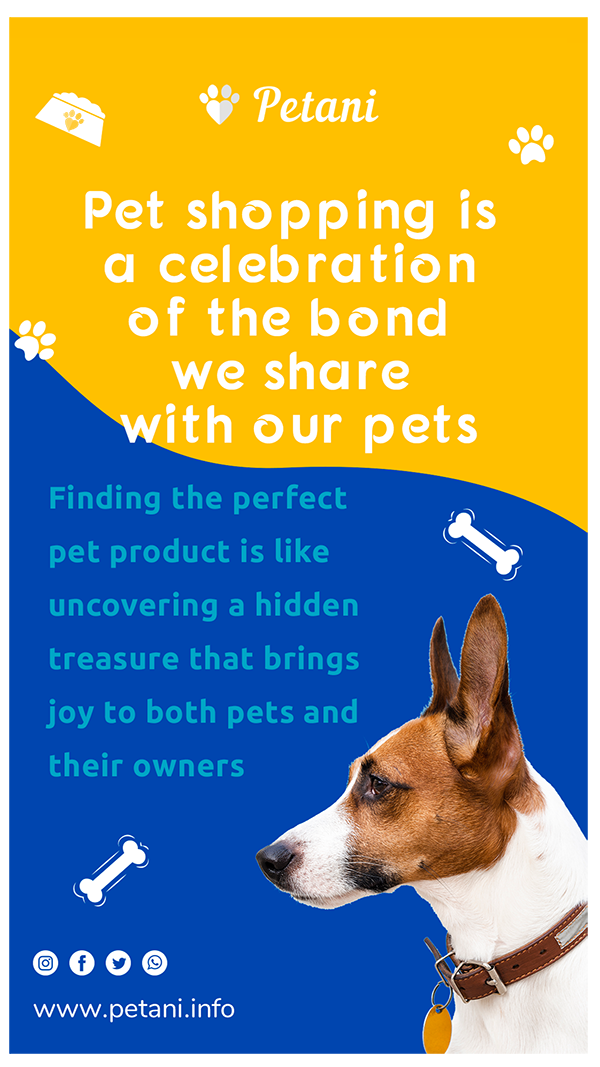 Petani
Pet shopping is
a celebration
of the bond
we share
with our pets
Finding the perfect
pet product is like
uncovering a hidden
treasure that brings
joy to both pets and
their owners
www.petani.info